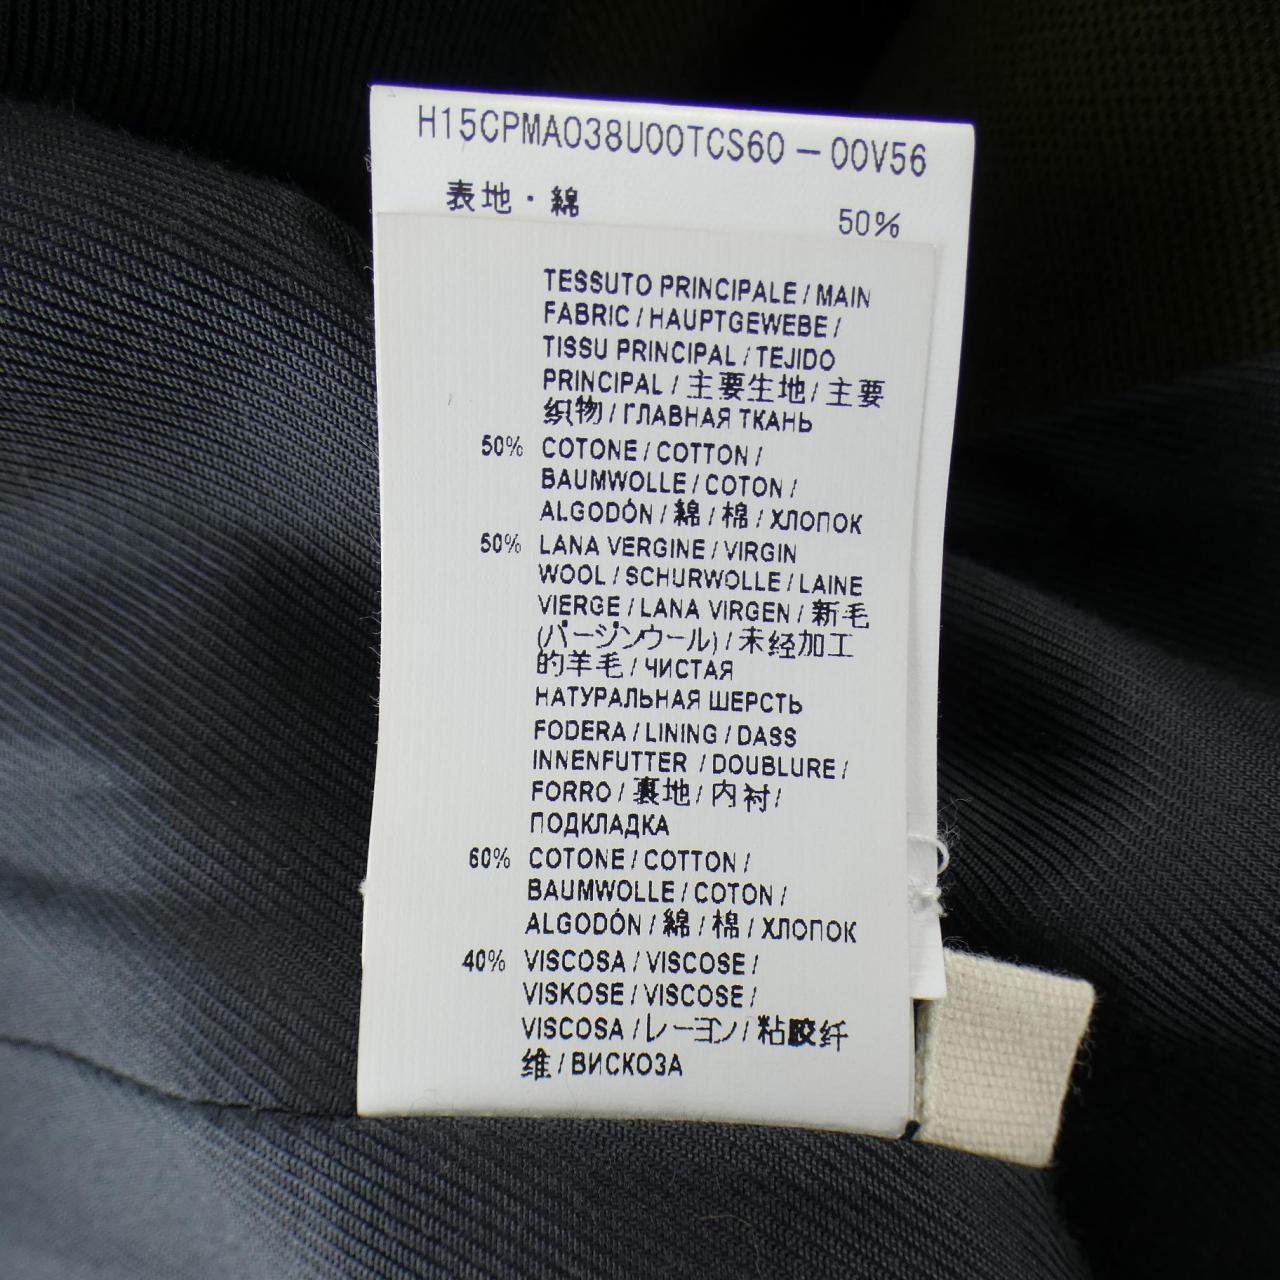 H15CPMA038U00TCS60-00V56
表地・綿 50%
TESSUTO PRINCIPALE / MAIN
FABRIC / HAUPTGEWEBE /
TISSU PRINCIPAL / TEJIDO
PRINCIPAL / 主要生地 / 主要
织物 / ГЛАВНАЯ ТКАНЬ
50% COTONE / COTTON /
BAUMWOLLE / COTON /
ALGODÓN / 綿 / 棉 / ХЛОПОК
50% LANA VERGINE / VIRGIN
WOOL / SCHURWOLLE / LAINE
VIERGE / LANA VIRGEN / 新毛
(バージンウール) / 未经加工
的羊毛 / ЧИСТАЯ
НАТУРАЛЬНАЯ ШЕРСТЬ
FODERA / LINING / DASS
INNENFUTTER / DOUBLURE /
FORRO / 裏地 / 内衬 /
ПОДКЛАДКА
60% COTONE / COTTON /
BAUMWOLLE / COTON /
ALGODÓN / 綿 / 棉 / ХЛОПОК
40% VISCOSA / VISCOSE /
VISKOSE / VISCOSE /
VISCOSA / レーヨン / 粘胶纤
维 / ВИСКОЗА